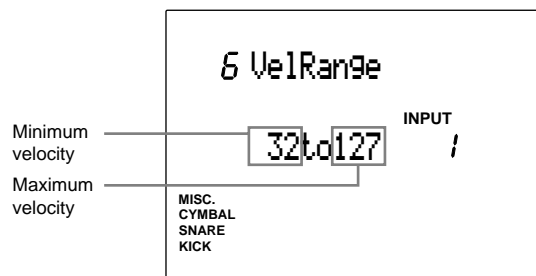 6 VelRange
Minimum
velocity
Maximum
velocity
32to127
INPUT
1
MISC.
CYMBAL
SNARE
KICK